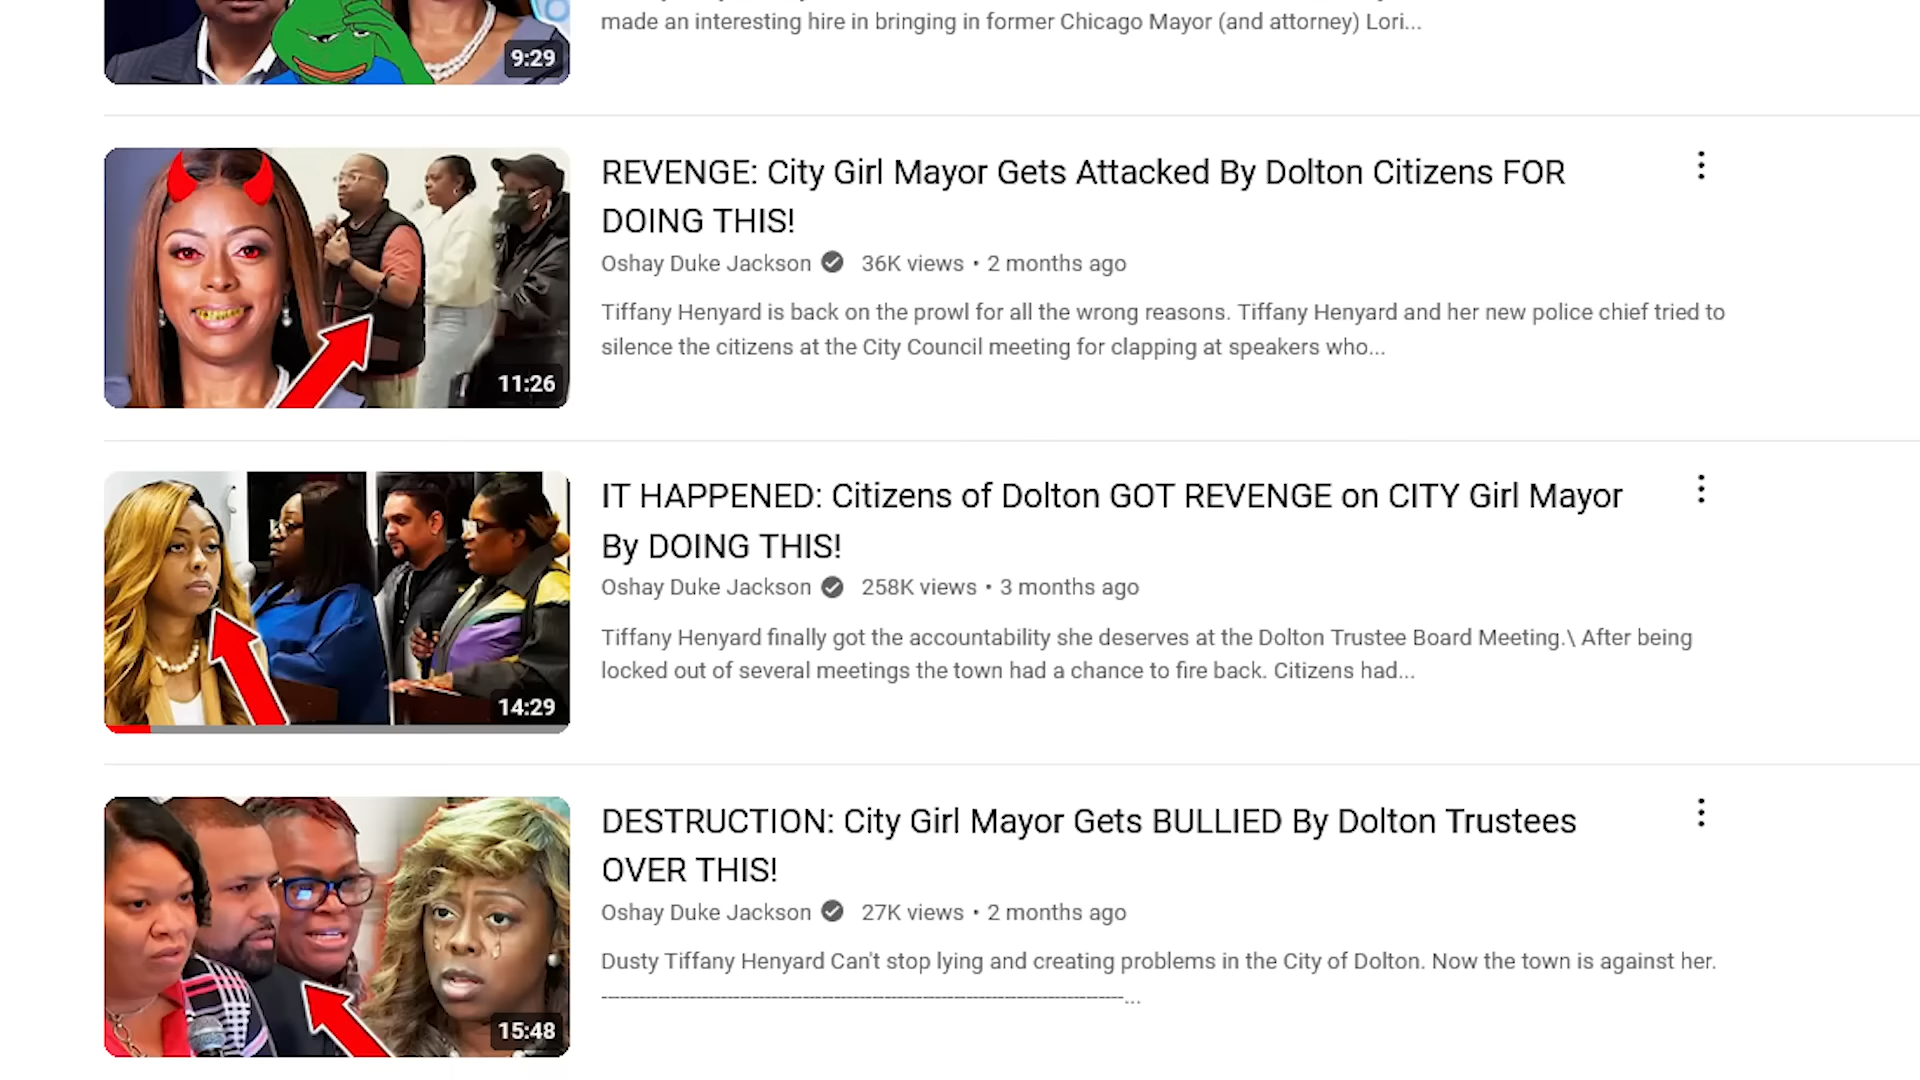 made an interesting hire in bringing in former Chicago Mayor (and attorney) Lori...
9:29
REVENGE: City Girl Mayor Gets Attacked By Dolton Citizens FOR
DOING THIS!
Oshay Duke Jackson 36K views • 2 months ago
Tiffany Henyard is back on the prowl for all the wrong reasons. Tiffany Henyard and her new police chief tried to
silence the citizens at the City Council meeting for clapping at speakers who...
11:26
IT HAPPENED: Citizens of Dolton GOT REVENGE on CITY Girl Mayor
By DOING THIS!
Oshay Duke Jackson 258K views • 3 months ago
Tiffany Henyard finally got the accountability she deserves at the Dolton Trustee Board Meeting.\ After being
locked out of several meetings the town had a chance to fire back. Citizens had...
14:29
DESTRUCTION: City Girl Mayor Gets BULLIED By Dolton Trustees
OVER THIS!
Oshay Duke Jackson 27K views • 2 months ago
Dusty Tiffany Henyard Can't stop lying and creating problems in the City of Dolton. Now the town is against her.
---------------------------------------------------------------------------------------...
15:48